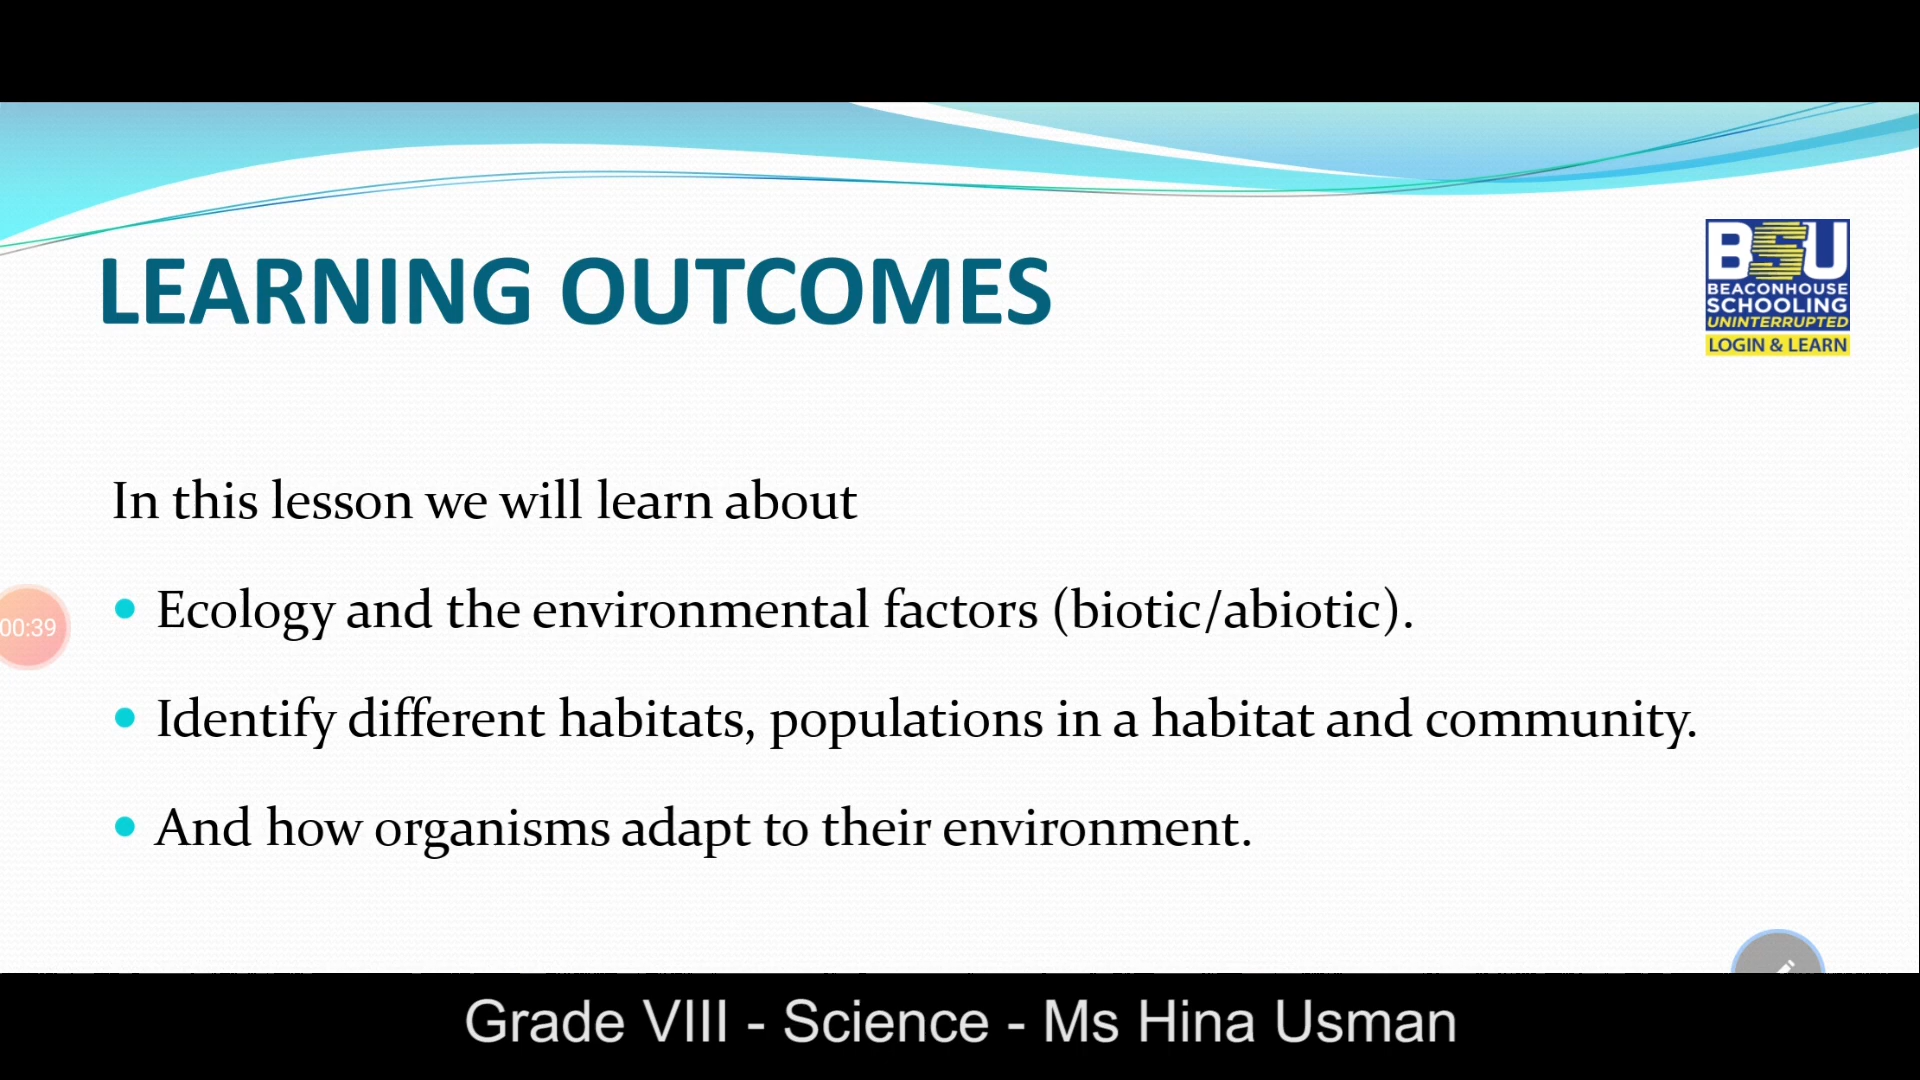 LEARNING OUTCOMES
BSU
BEACONHOUSE
SCHOOLING
UNINTERRUPTED
LOGIN & LEARN
In this lesson we will learn about
• Ecology and the environmental factors (biotic/abiotic).
00:39
• Identify different habitats, populations in a habitat and community.
• And how organisms adapt to their environment.
Grade VIII - Science - Ms Hina Usman